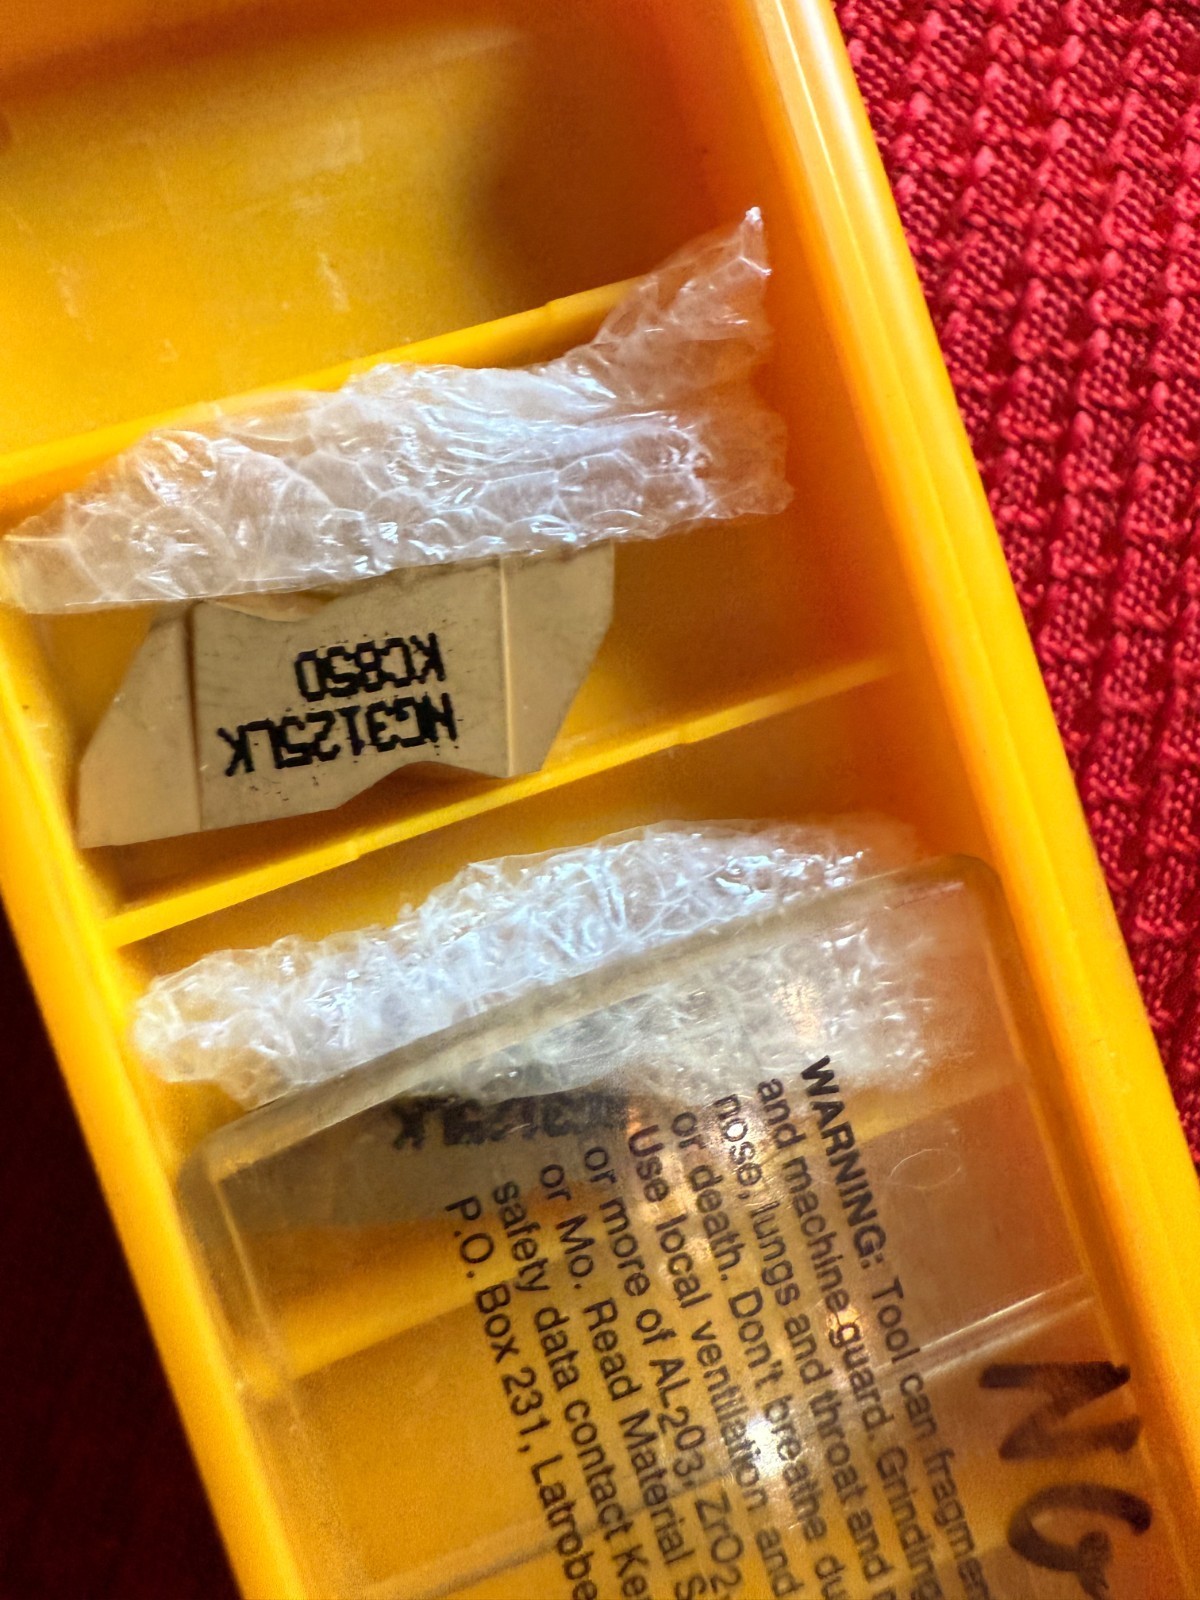 NG3125LK
KC850
NG3125LK
WARNING: Tool can fragmen
and machine guard. Grinding
nose, lungs and throat and
or death. Don't breathe du
Use local ventilation and
or more of AL₂0₃, ZrO₂,
or Mo. Read Material S
safety data contact Ke
P.O. Box 231, Latrobe
NG